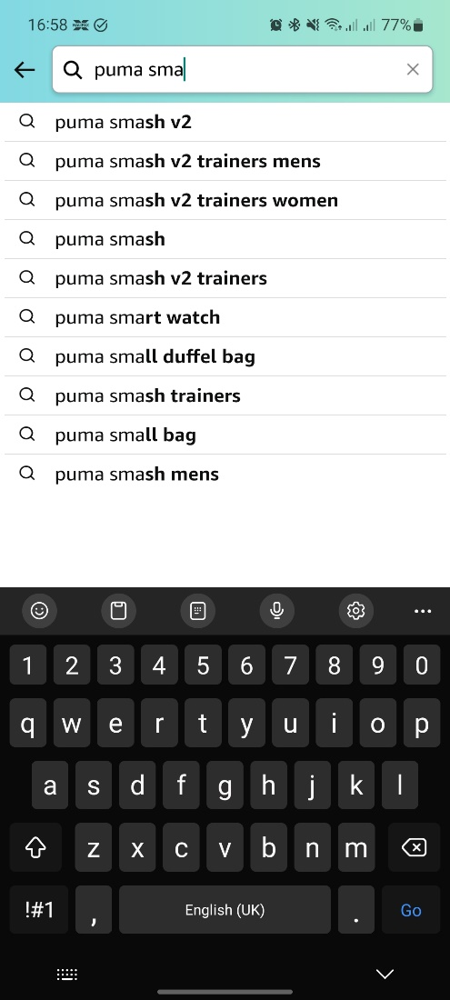 16:58 HALIFAX 77%
puma sma
puma smash v2
puma smash v2 trainers mens
puma smash v2 trainers women
puma smash
puma smash v2 trainers
puma smart watch
puma small duffel bag
puma smash trainers
puma small bag
puma smash mens
1 2 3 4 5 6 7 8 9 0
q w e r t y u i o p
a s d f g h j k l
z x c v b n m
!#1 , English (UK) . Go